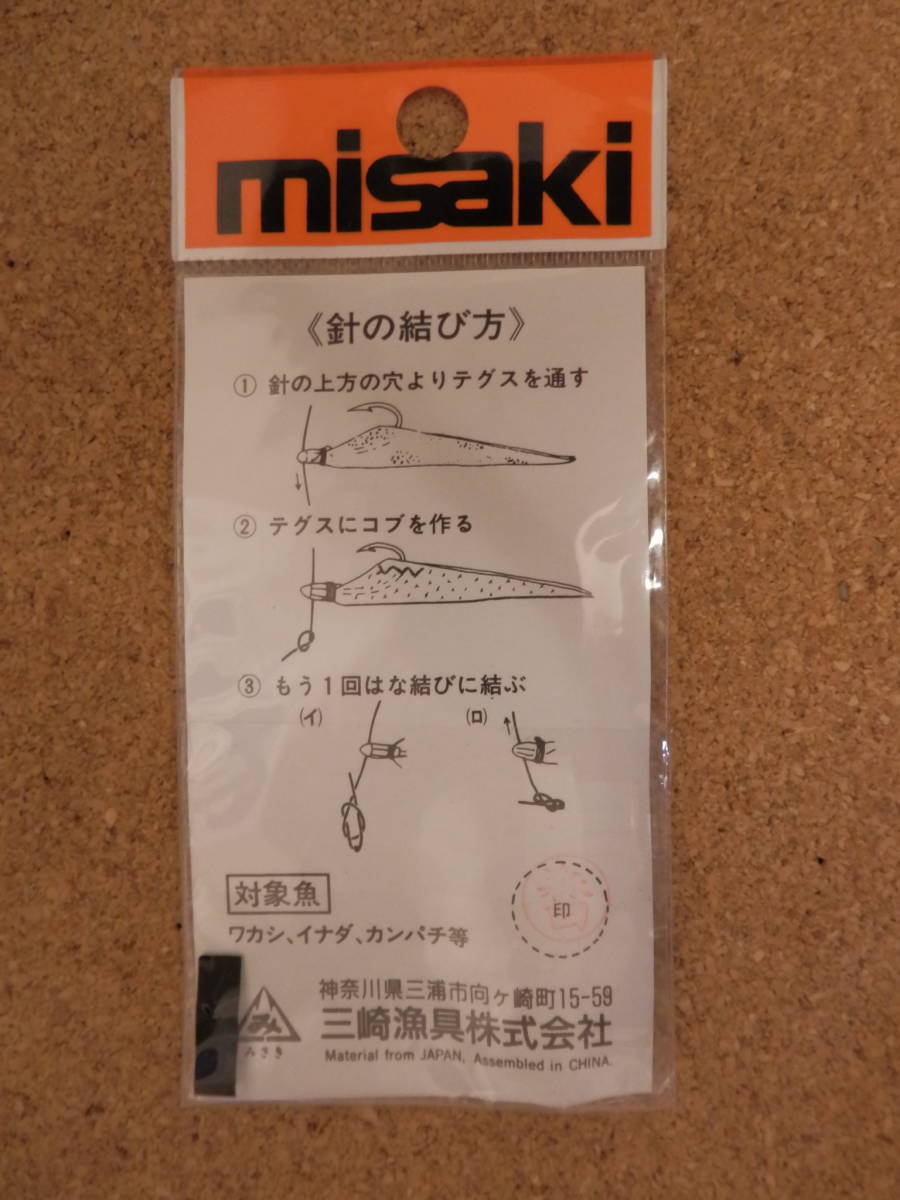 misaki
《針の結び方》
① 針の上方の穴よりテグスを通す
② テグスにコブを作る
③ もう1回はな結びに結ぶ
(イ) (ロ)
対象魚
ワカシ、イナダ、カンパチ等
印
神奈川県三浦市向ヶ崎町15-59
三崎漁具株式会社
みさき
Material from JAPAN, Assembled in CHINA.